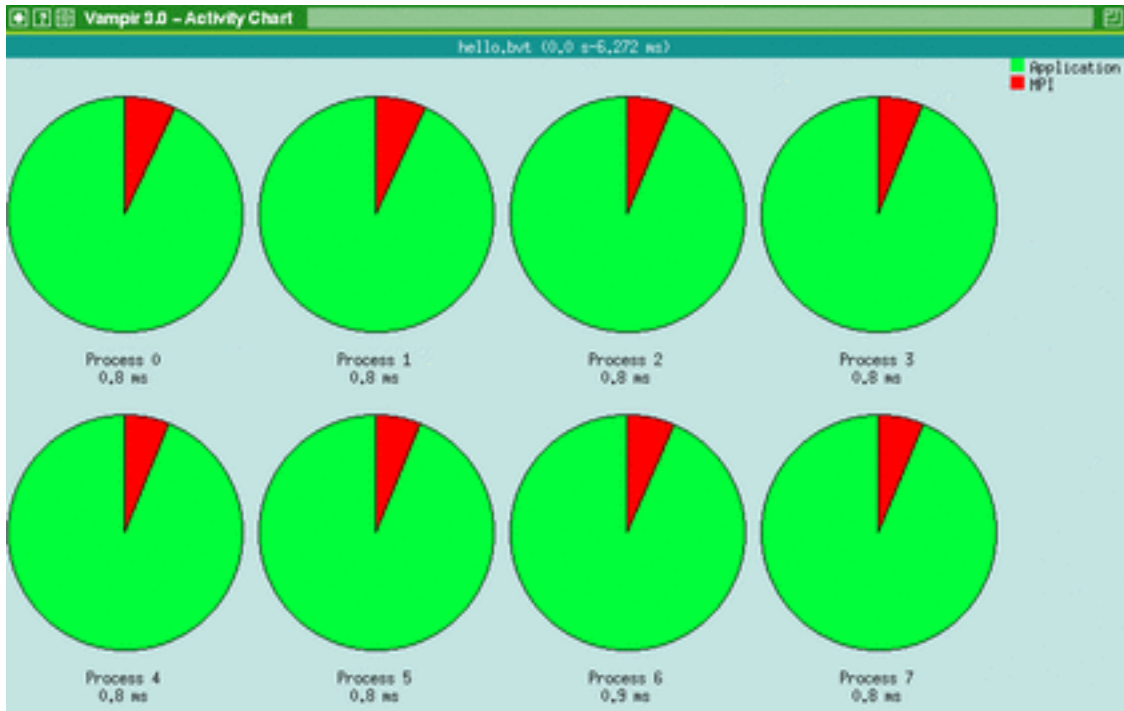 Vampir 3.0 - Activity Chart
hello.bvt (0.0 s-6.272 ms)
Application
MPI
Process 0
0.8 ms
Process 1
0.8 ms
Process 2
0.8 ms
Process 3
0.8 ms
Process 4
0.8 ms
Process 5
0.8 ms
Process 6
0.9 ms
Process 7
0.8 ms